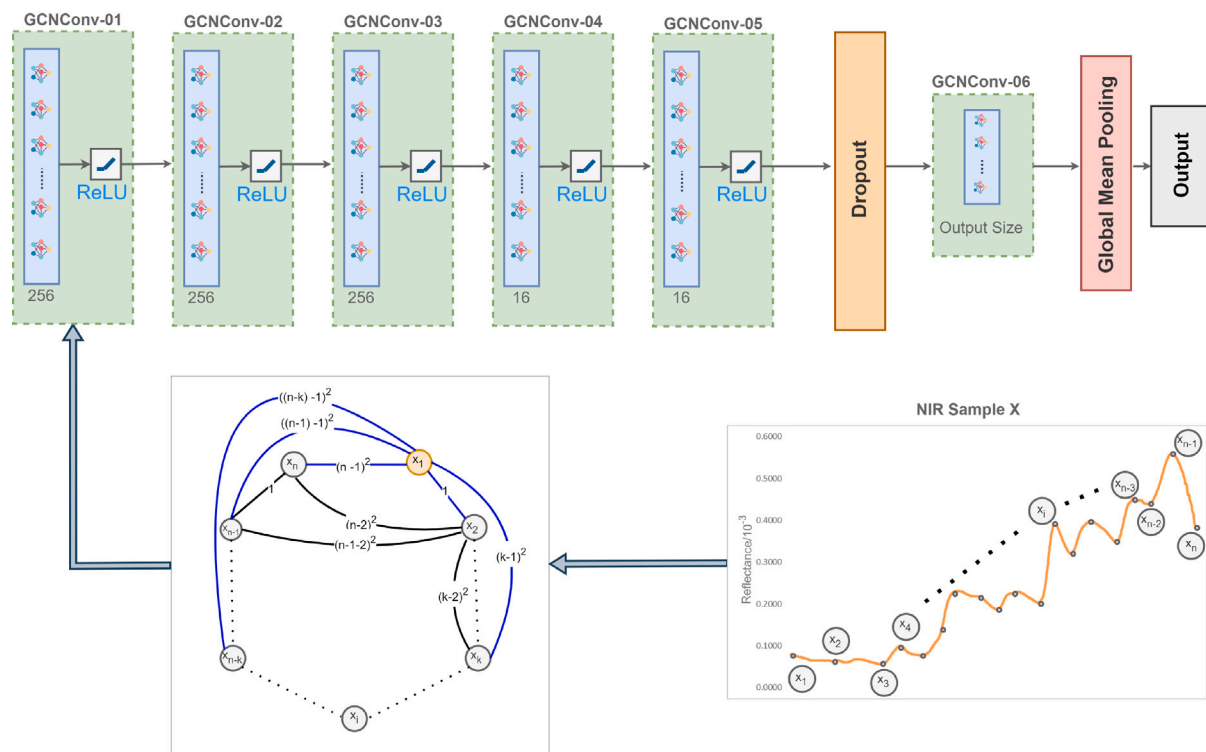 GCNConv-01
GCNConv-02
GCNConv-03
GCNConv-04
GCNConv-05
ReLU
ReLU
ReLU
ReLU
ReLU
256
256
256
16
16
Dropout
GCNConv-06
Output Size
Global Mean Pooling
Output
((n-k) -1)²
((n-1) -1)²
xₙ
(n -1)²
x₁
1
1
xₙ₋₁
(n-2)²
x₂
(n-1-2)²
(k-1)²
(k-2)²
xₙ₋ₖ
xₖ
xᵢ
NIR Sample X
Reflectance/10⁻³
0.6000
0.5000
0.4000
0.3000
0.2000
0.1000
0.0000
x₁
x₂
x₃
x₄
xᵢ
xₙ₋₃
xₙ₋₂
xₙ₋₁
xₙ